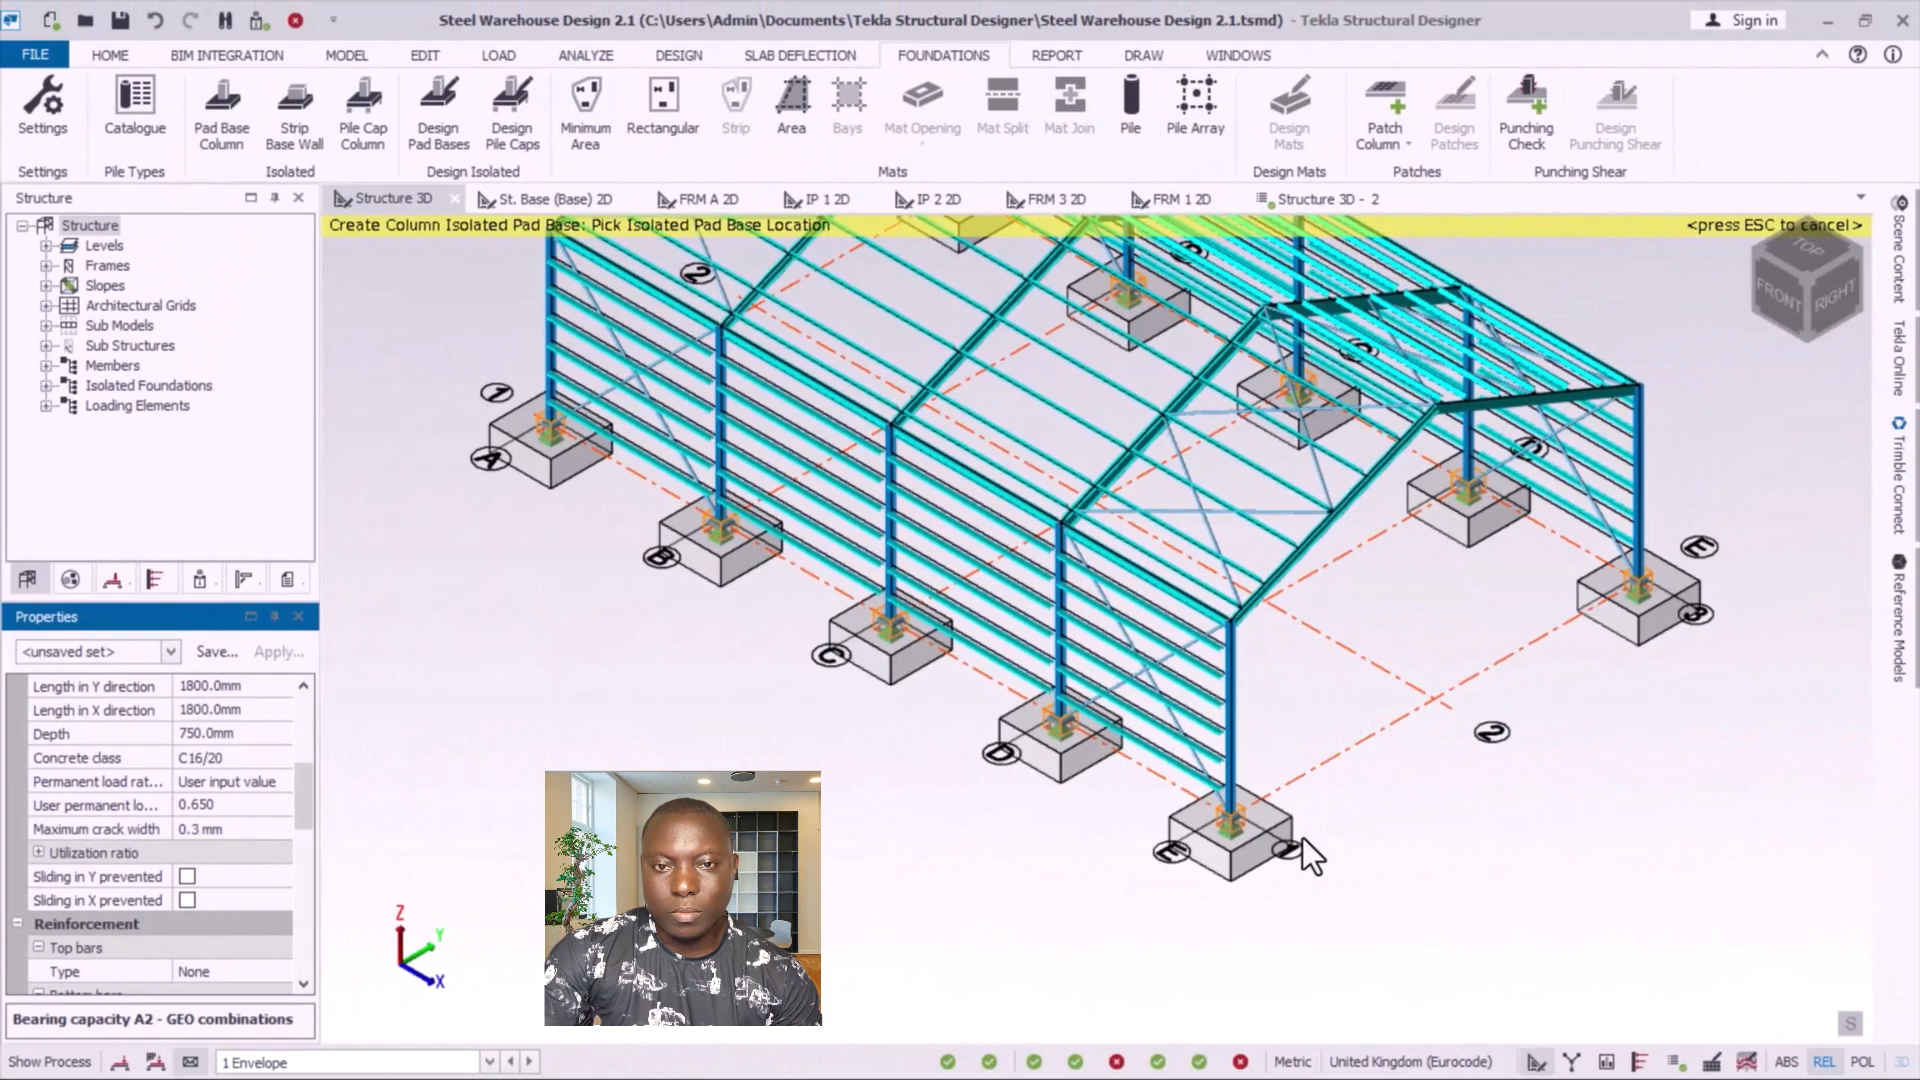 Steel Warehouse Design 2.1 (C:\Users\Admin\Documents\Tekla Structural Designer\Steel Warehouse Design 2.1.tsmd) - Tekla Structural Designer
Sign in
FILE HOME BIM INTEGRATION MODEL EDIT LOAD ANALYZE DESIGN SLAB DEFLECTION FOUNDATIONS REPORT DRAW WINDOWS
Settings Catalogue Pad Base Column Strip Base Wall Pile Cap Column Design Pad Bases Design Pile Caps Minimum Area Rectangular Strip Area Bays Mat Opening Mat Split Mat Join Pile Pile Array Design Mats Patch Column Design Patches Punching Check Design Punching Shear
Settings Pile Types Isolated Design Isolated Mats Design Mats Patches Punching Shear
Structure
Structure 3D St. Base (Base) 2D FRM A 2D IP 1 2D IP 2 2D FRM 3 2D FRM 1 2D Structure 3D - 2
Create Column Isolated Pad Base: Pick Isolated Pad Base Location <press ESC to cancel>
Structure
Levels
Frames
Slopes
Architectural Grids
Sub Models
Sub Structures
Members
Isolated Foundations
Loading Elements
Properties
<unsaved set> Save... Apply...
Length in Y direction 1800.0mm
Length in X direction 1800.0mm
Depth 750.0mm
Concrete class C16/20
Permanent load rat... User input value
User permanent lo... 0.650
Maximum crack width 0.3 mm
Utilization ratio
Sliding in Y prevented
Sliding in X prevented
Reinforcement
Top bars
Type None
Bearing capacity A2 - GEO combinations
TOP
FRONT
RIGHT
2
1
A
B
C
D
E
D
E
3
2
Z
Y
X
Scene Content
Tekla Online
Trimble Connect
Reference Models
S
Show Process 1 Envelope Metric United Kingdom (Eurocode) ABS REL POL 3D